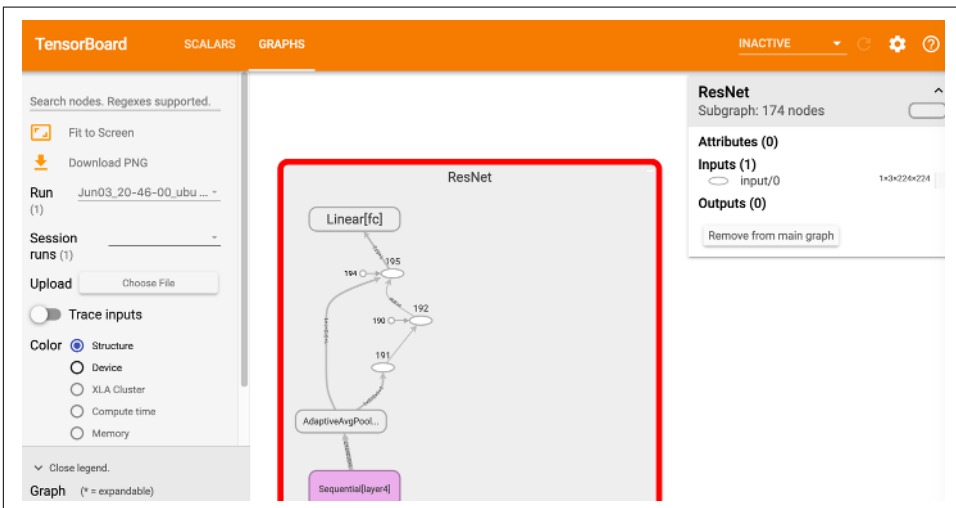 TensorBoard SCALARS GRAPHS INACTIVE
Search nodes. Regexes supported.
Fit to Screen
Download PNG
Run Jun03_20-46-00_ubu ...
(1)
Session
runs (1)
Upload Choose File
Trace inputs
Color Structure
Device
XLA Cluster
Compute time
Memory
Close legend.
Graph (* = expandable)
ResNet
Linear[fc]
195
194
192
190
191
AdaptiveAvgPool...
Sequential[layer4]
ResNet
Subgraph: 174 nodes
Attributes (0)
Inputs (1)
input/0 1×3×224×224
Outputs (0)
Remove from main graph